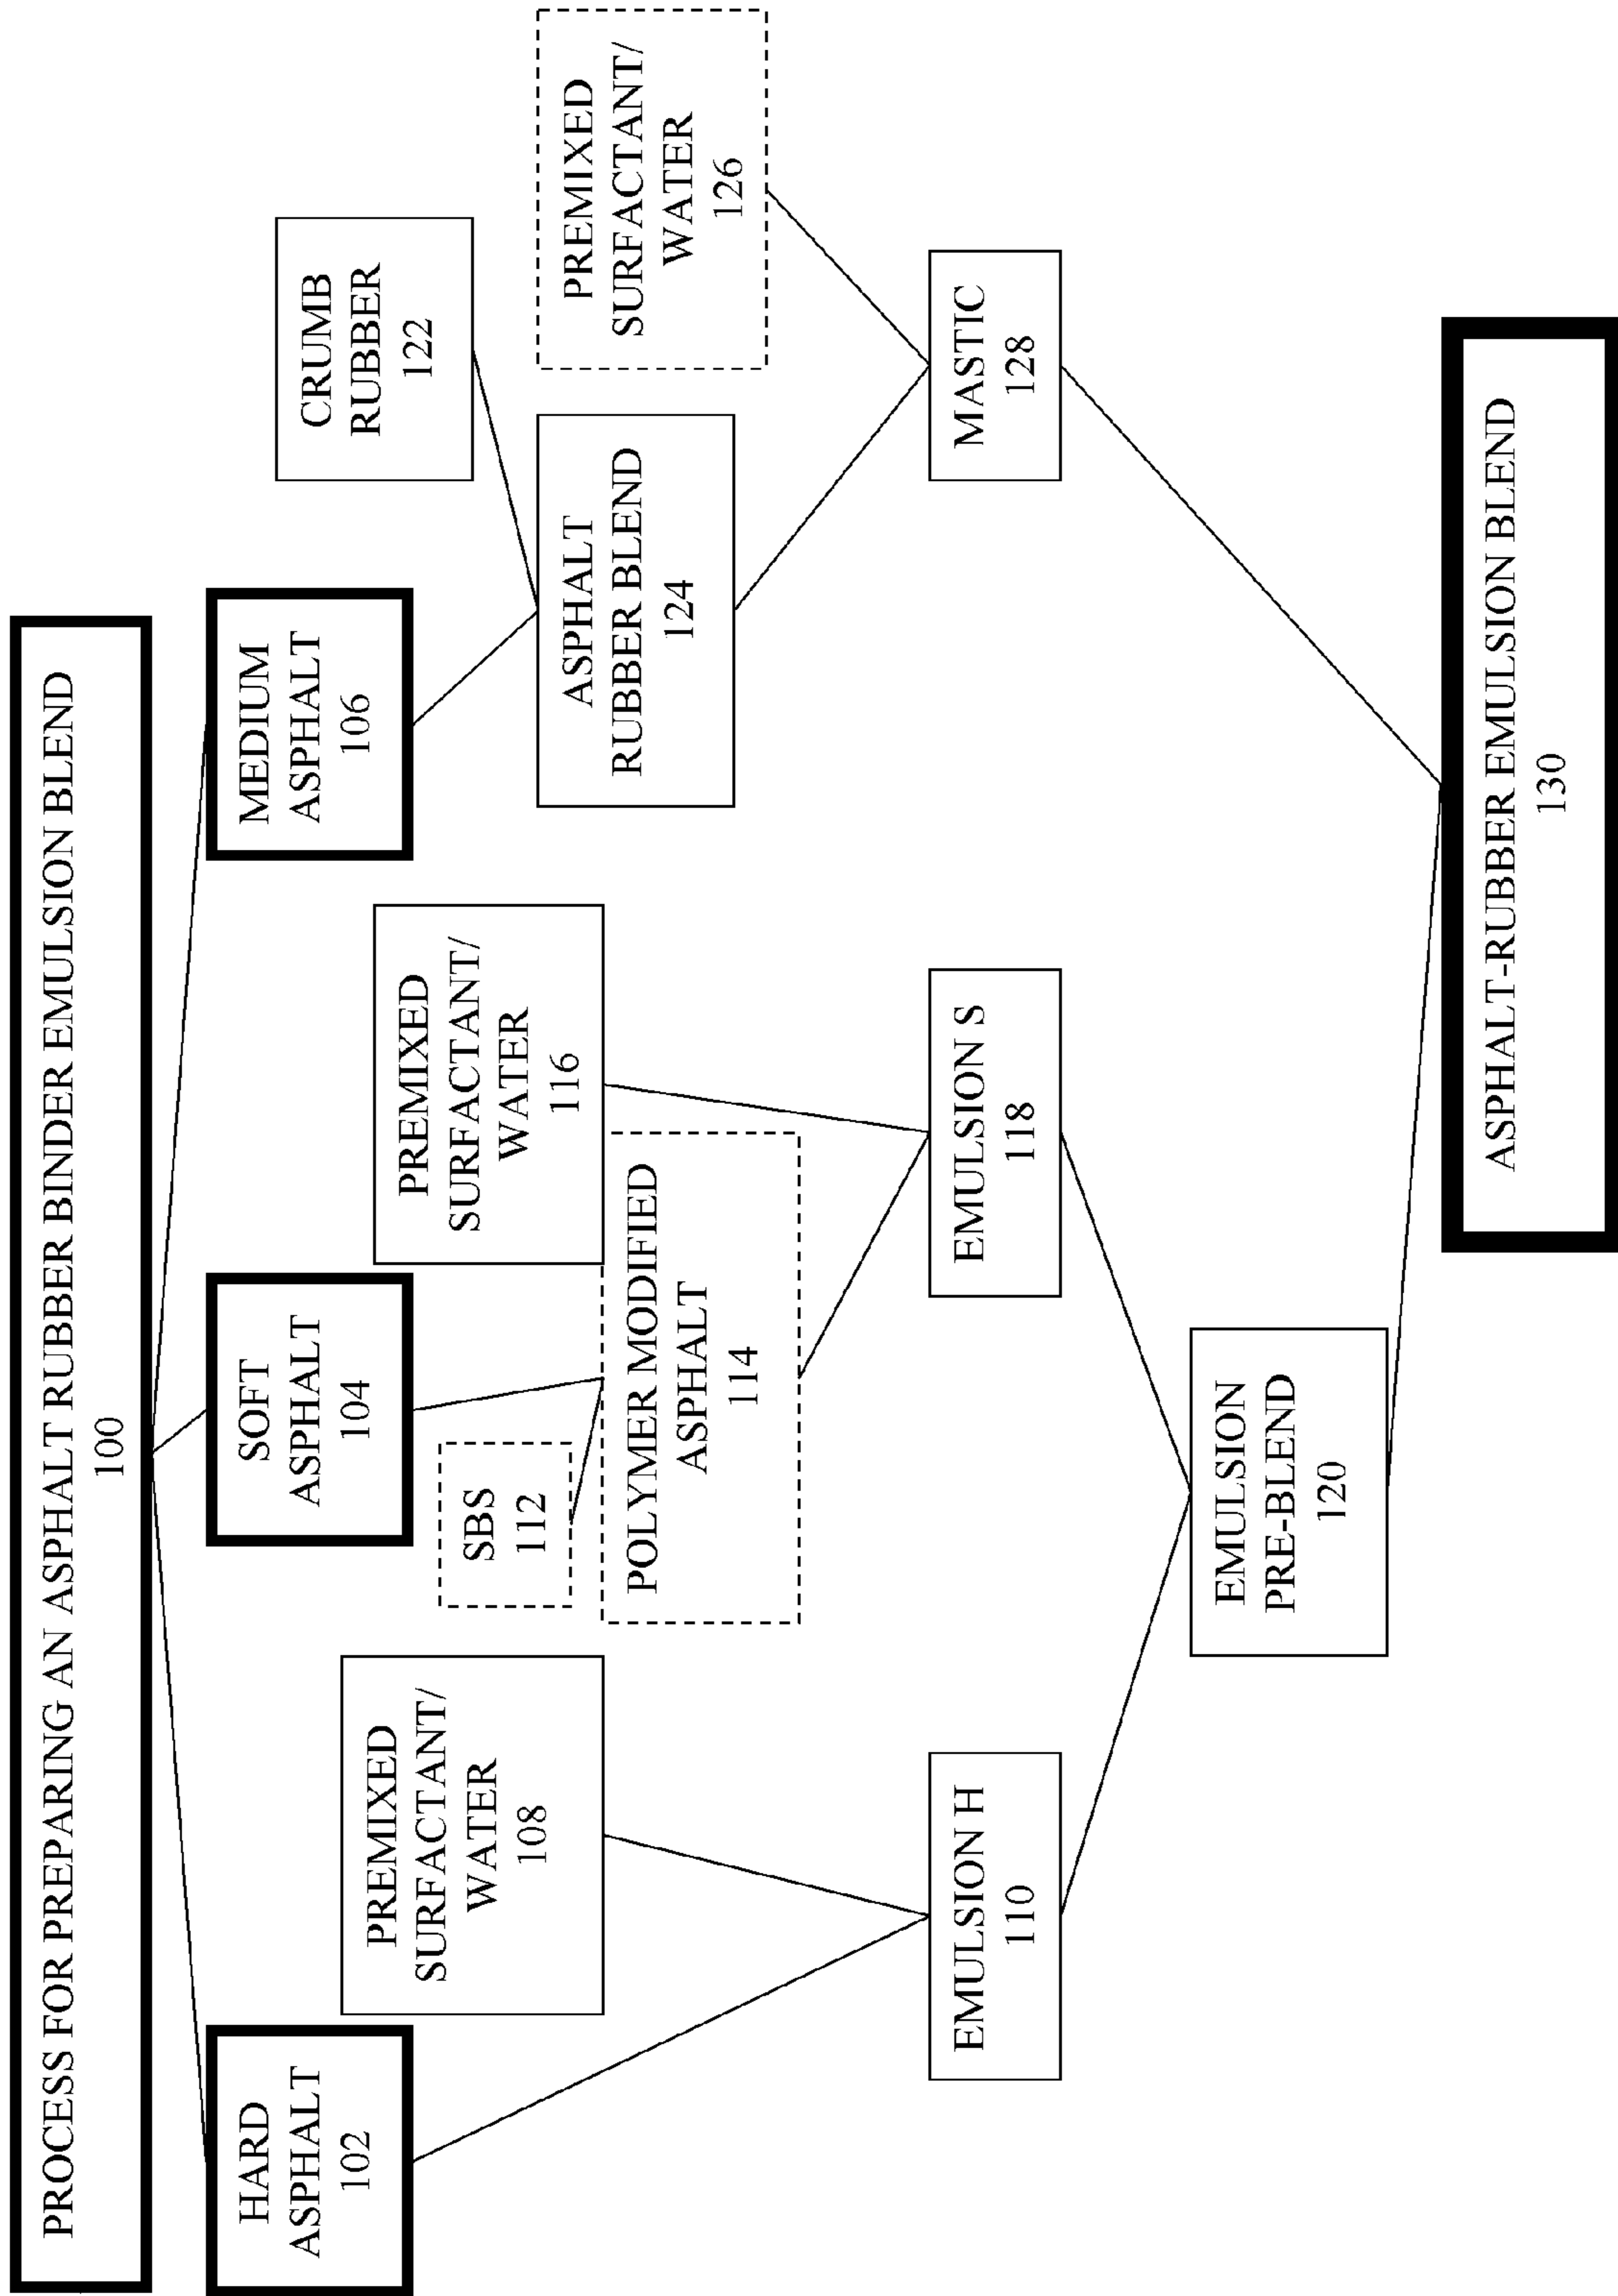 PROCESS FOR PREPARING AN ASPHALT RUBBER BINDER EMULSION BLEND
100
HARD
ASPHALT
102
SOFT
ASPHALT
104
MEDIUM
ASPHALT
106
PREMIXED
SURFACTANT/
WATER
108
SBS
112
PREMIXED
SURFACTANT/
WATER
116
CRUMB
RUBBER
122
POLYMER MODIFIED
ASPHALT
114
ASPHALT
RUBBER BLEND
124
PREMIXED
SURFACTANT/
WATER
126
EMULSION H
110
EMULSION S
118
MASTIC
128
EMULSION
PRE-BLEND
120
ASPHALT-RUBBER EMULSION BLEND
130